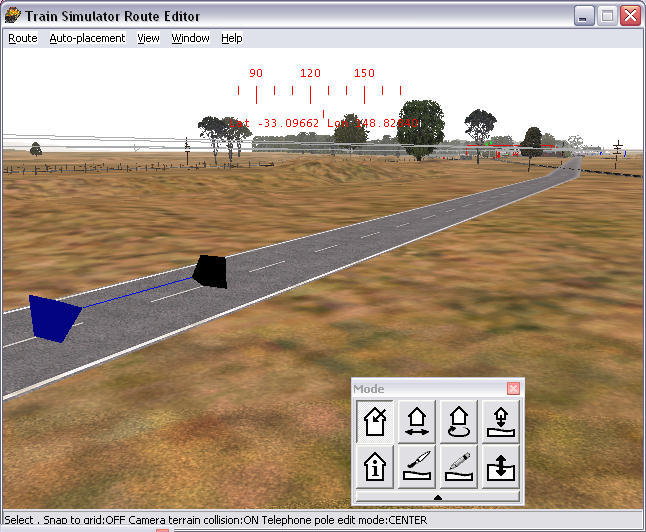 Train Simulator Route Editor
Route Auto-placement View Window Help
90 120 150
Lat -33.09662 Lon 148.82
Mode
Select . Snap to grid:OFF Camera terrain collision:ON Telephone pole edit mode:CENTER